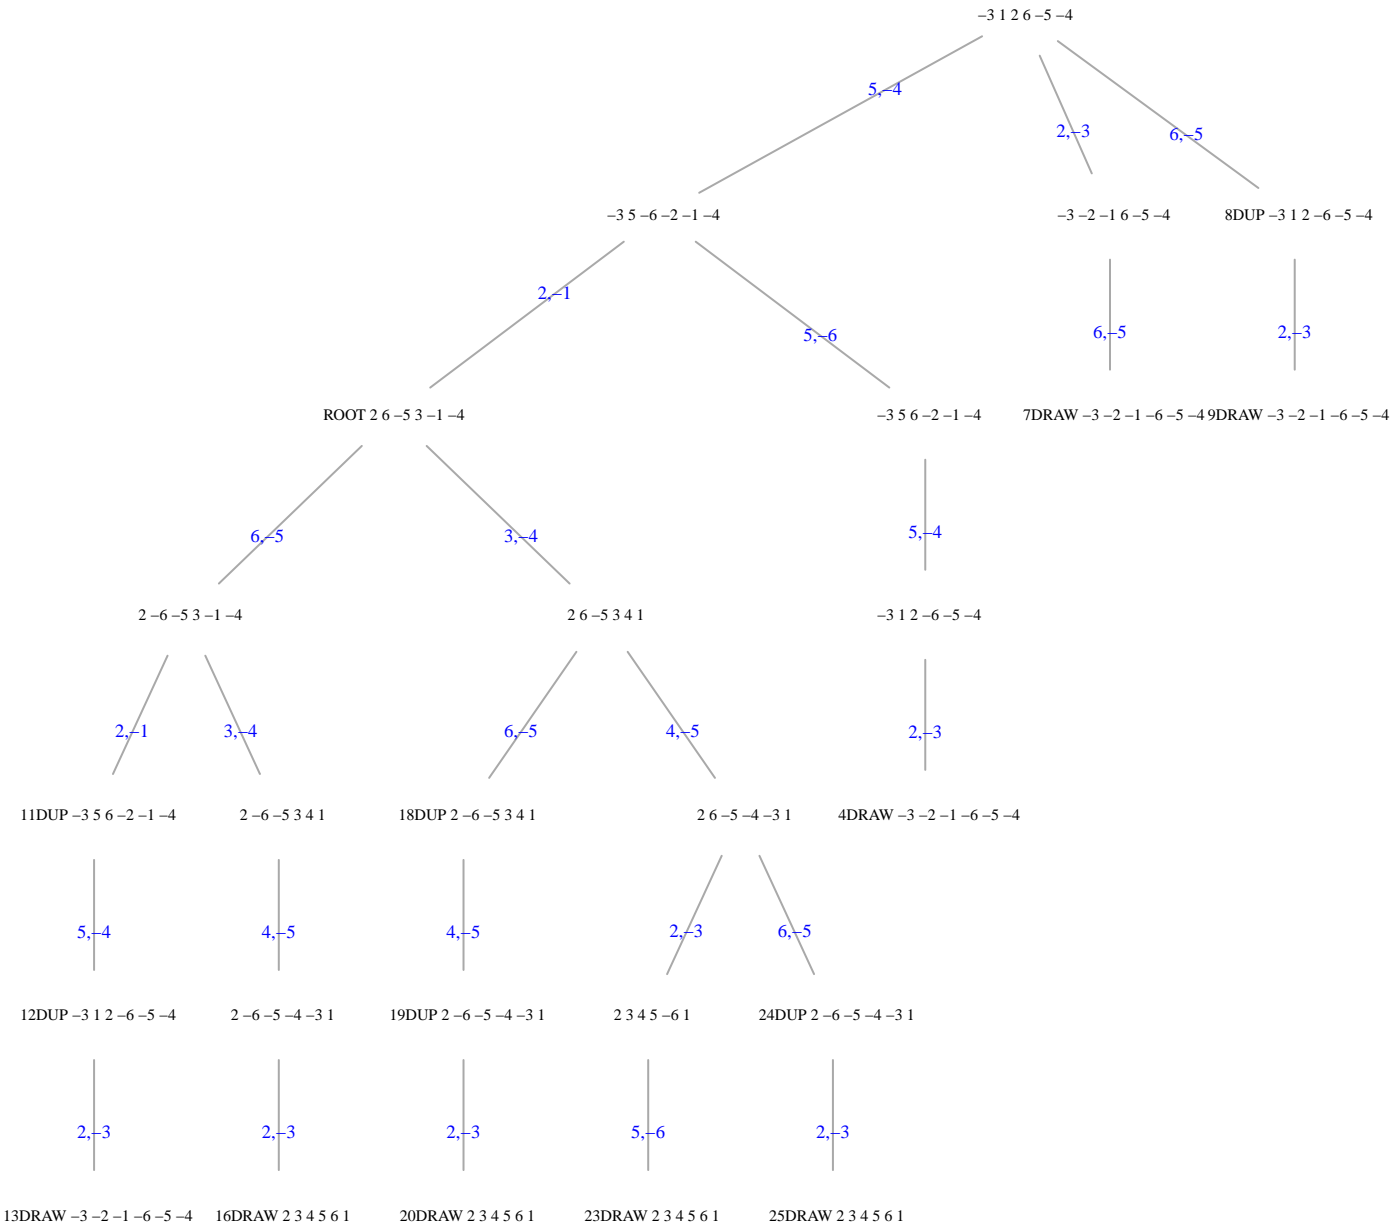 –3 1 2 6 –5 –4
5,–4
2,–3
6,–5
–3 5 –6 –2 –1 –4
–3 –2 –1 6 –5 –4
8DUP –3 1 2 –6 –5 –4
2,–1
5,–6
6,–5
2,–3
ROOT 2 6 –5 3 –1 –4
–3 5 6 –2 –1 –4
7DRAW –3 –2 –1 –6 –5 –4
9DRAW –3 –2 –1 –6 –5 –4
6,–5
3,–4
5,–4
2 –6 –5 3 –1 –4
2 6 –5 3 4 1
–3 1 2 –6 –5 –4
2,–1
3,–4
6,–5
4,–5
2,–3
11DUP –3 5 6 –2 –1 –4
2 –6 –5 3 4 1
18DUP 2 –6 –5 3 4 1
2 6 –5 –4 –3 1
4DRAW –3 –2 –1 –6 –5 –4
5,–4
4,–5
4,–5
2,–3
6,–5
12DUP –3 1 2 –6 –5 –4
2 –6 –5 –4 –3 1
19DUP 2 –6 –5 –4 –3 1
2 3 4 5 –6 1
24DUP 2 –6 –5 –4 –3 1
2,–3
2,–3
2,–3
5,–6
2,–3
13DRAW –3 –2 –1 –6 –5 –4
16DRAW 2 3 4 5 6 1
20DRAW 2 3 4 5 6 1
23DRAW 2 3 4 5 6 1
25DRAW 2 3 4 5 6 1